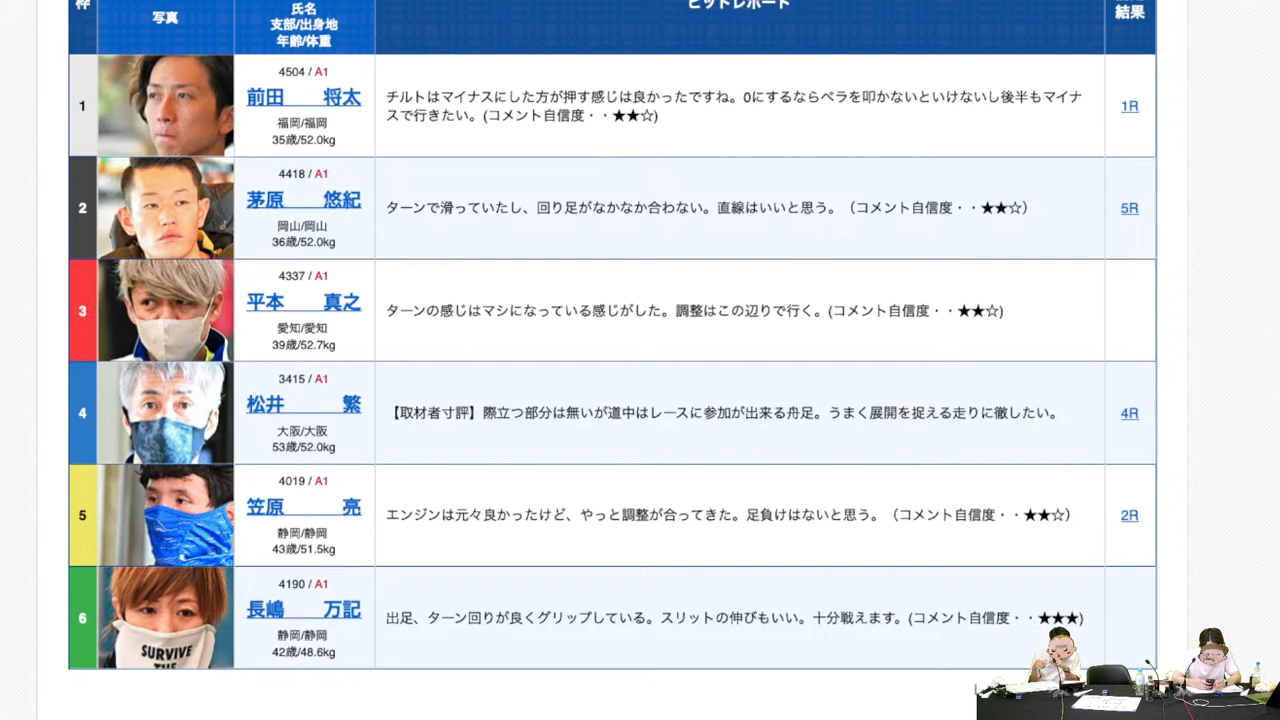 枠
写真
氏名
支部/出身地
年齢/体重
ピットレポート
結果
1
4504 / A1
前田 将太
福岡/福岡
35歳/52.0kg
チルトはマイナスにした方が押す感じは良かったですね。0にするならペラを叩かないといけないし後半もマイナ
スで行きたい。(コメント自信度・・★★☆)
1R
2
4418 / A1
茅原 悠紀
岡山/岡山
36歳/52.0kg
ターンで滑っていたし、回り足がなかなか合わない。直線はいいと思う。（コメント自信度・・★★☆）
5R
3
4337 / A1
平本 真之
愛知/愛知
39歳/52.7kg
ターンの感じはマシになっている感じがした。調整はこの辺りで行く。(コメント自信度・・★★☆)
4
3415 / A1
松井 繁
大阪/大阪
53歳/52.0kg
【取材者寸評】際立つ部分は無いが道中はレースに参加が出来る舟足。うまく展開を捉える走りに徹したい。
4R
5
4019 / A1
笠原 亮
静岡/静岡
43歳/51.5kg
エンジンは元々良かったけど、やっと調整が合ってきた。足負けはないと思う。（コメント自信度・・★★☆）
2R
6
4190 / A1
長嶋 万記
静岡/静岡
42歳/48.6kg
出足、ターン回りが良くグリップしている。スリットの伸びもいい。十分戦えます。(コメント自信度・・★★★)
SURVIVE
THE